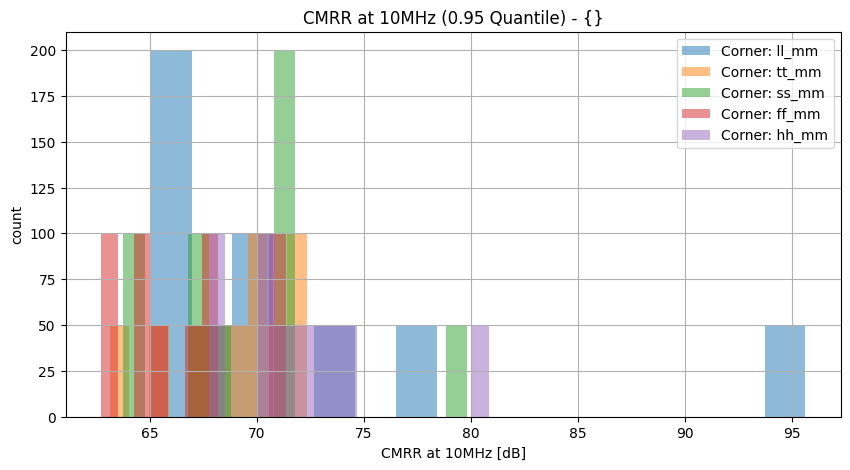 CMRR at 10MHz (0.95 Quantile) - {}
Corner: ll_mm
Corner: tt_mm
Corner: ss_mm
Corner: ff_mm
Corner: hh_mm
count
200
175
150
125
100
75
50
25
0
65 70 75 80 85 90 95
CMRR at 10MHz [dB]